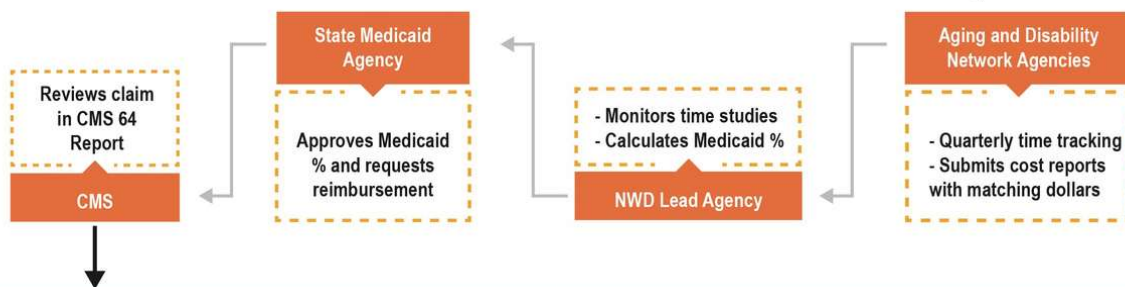 State Medicaid
Agency
Aging and Disability
Network Agencies
Reviews claim
in CMS 64
Report
- Monitors time studies
- Calculates Medicaid %
Approves Medicaid
% and requests
reimbursement
- Quarterly time tracking
- Submits cost reports
with matching dollars
CMS
NWD Lead Agency